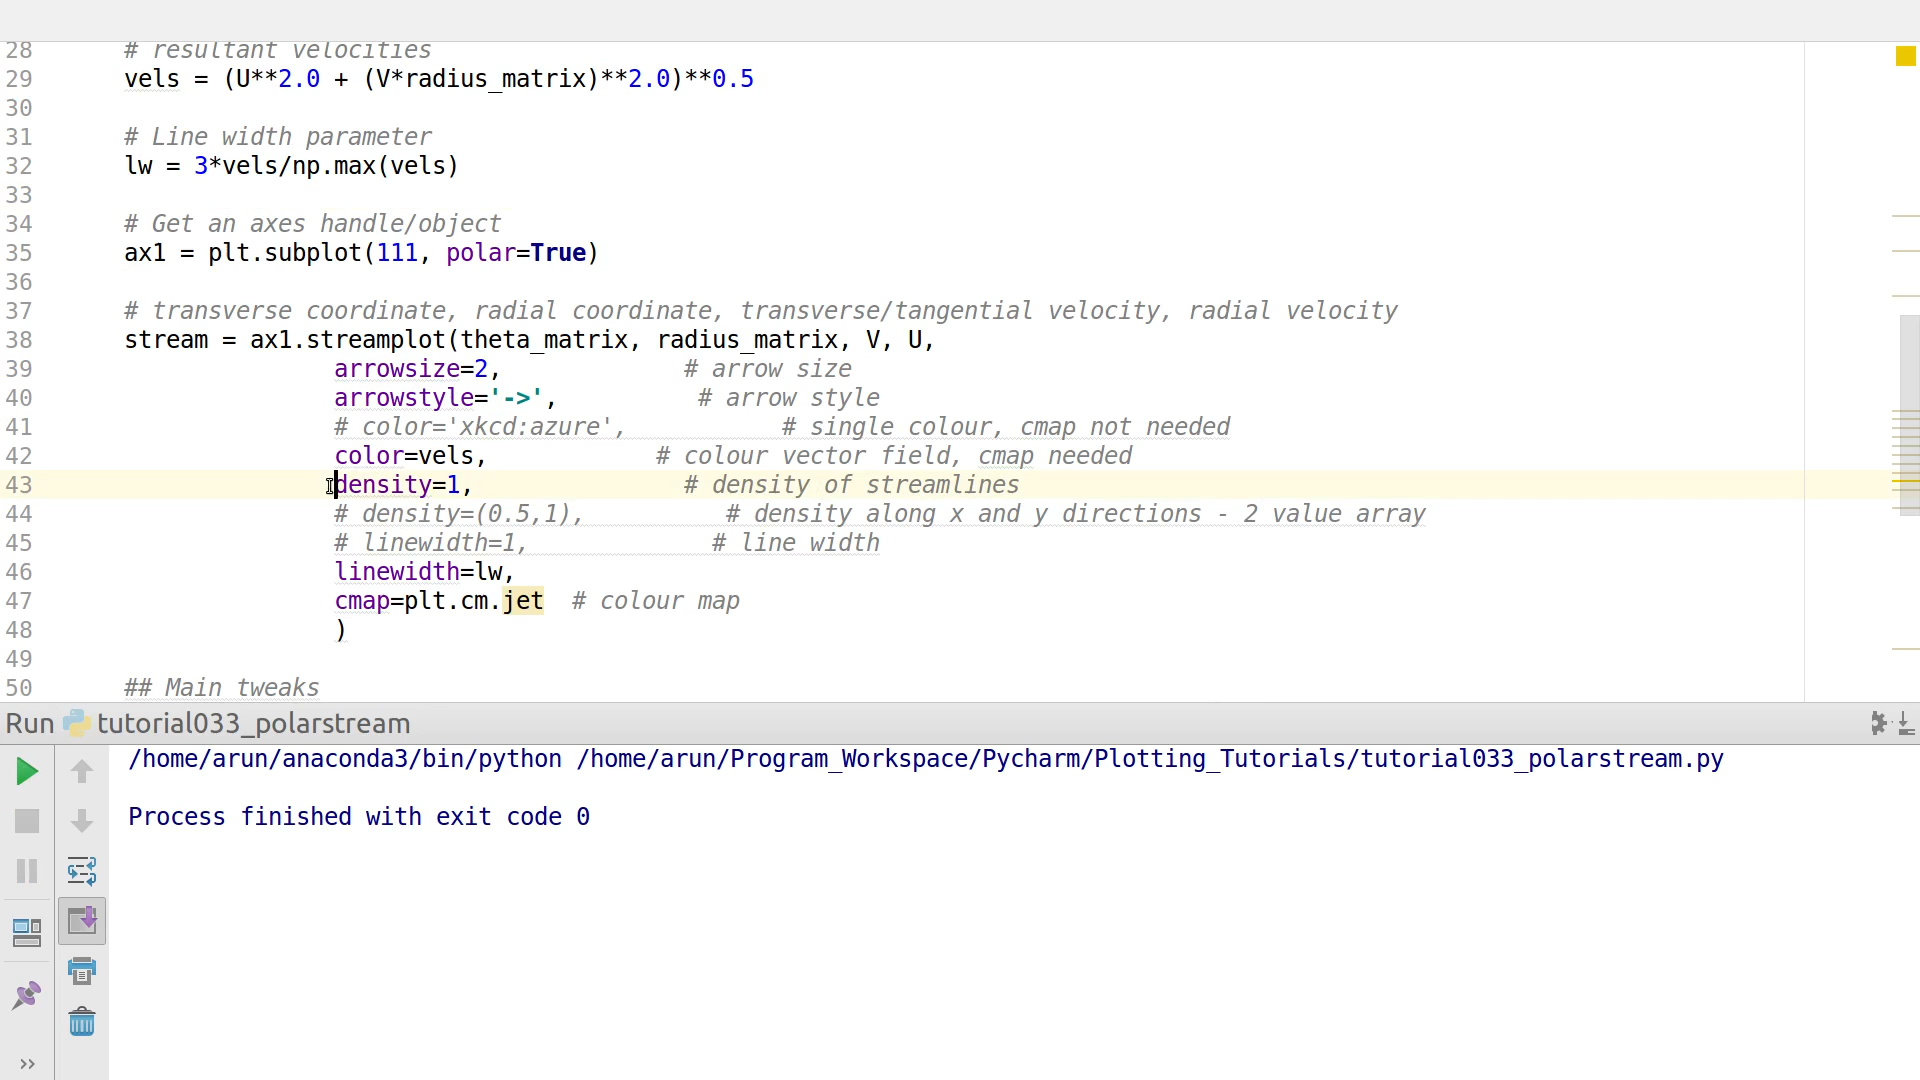 28 # resultant velocities
29 vels = (U**2.0 + (V*radius_matrix)**2.0)**0.5
30
31 # Line width parameter
32 lw = 3*vels/np.max(vels)
33
34 # Get an axes handle/object
35 ax1 = plt.subplot(111, polar=True)
36
37 # transverse coordinate, radial coordinate, transverse/tangential velocity, radial velocity
38 stream = ax1.streamplot(theta_matrix, radius_matrix, V, U,
39 arrowsize=2, # arrow size
40 arrowstyle='->', # arrow style
41 # color='xkcd:azure', # single colour, cmap not needed
42 color=vels, # colour vector field, cmap needed
43 density=1, # density of streamlines
44 # density=(0.5,1), # density along x and y directions - 2 value array
45 # linewidth=1, # line width
46 linewidth=lw,
47 cmap=plt.cm.jet # colour map
48 )
49
50 ## Main tweaks
Run tutorial033_polarstream
/home/arun/anaconda3/bin/python /home/arun/Program_Workspace/Pycharm/Plotting_Tutorials/tutorial033_polarstream.py
Process finished with exit code 0